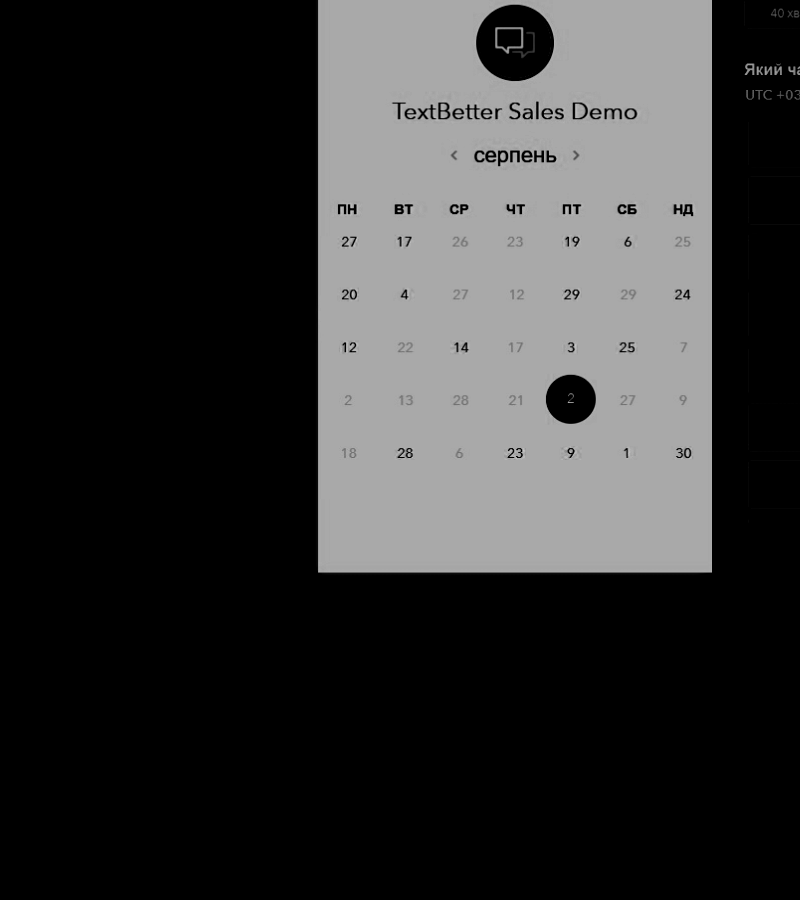 40 хв
TextBetter Sales Demo
Який ча
UTC +03
< серпень >
ПН ВТ СР ЧТ ПТ СБ НД
27 17 26 23 19 6 25
20 4 27 12 29 29 24
12 22 14 17 3 25 7
2 13 28 21 2 27 9
18 28 6 23 9 1 30